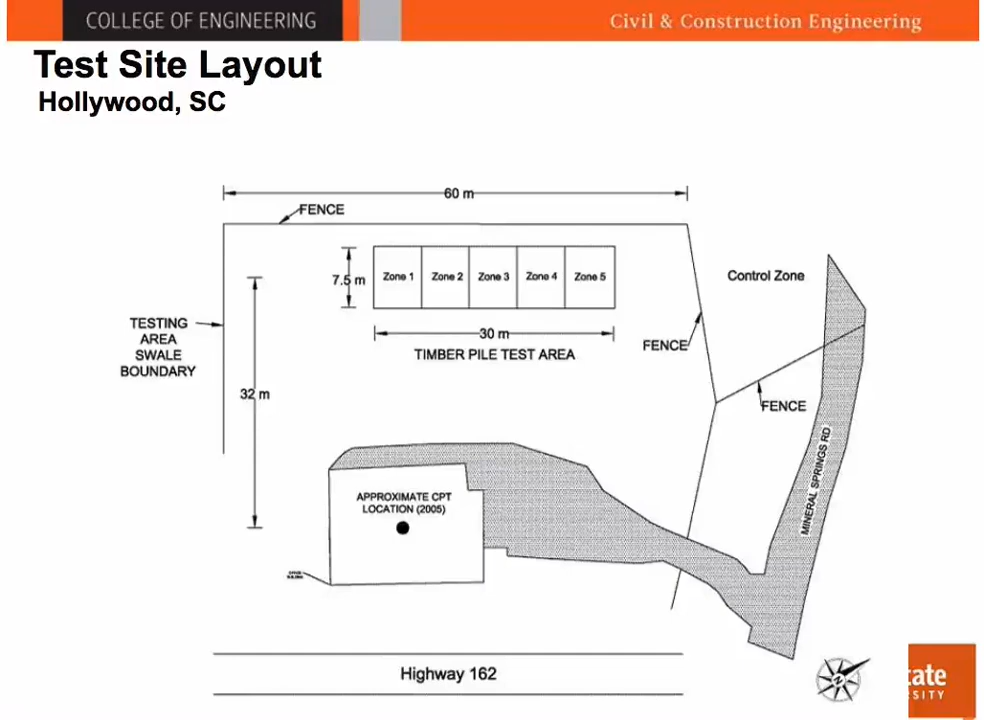 COLLEGE OF ENGINEERING
Civil & Construction Engineering
Test Site Layout
Hollywood, SC
60 m
FENCE
7.5 m
Zone 1
Zone 2
Zone 3
Zone 4
Zone 5
Control Zone
30 m
TIMBER PILE TEST AREA
TESTING
AREA
SWALE
BOUNDARY
FENCE
32 m
FENCE
MINERAL SPRINGS RD
APPROXIMATE CPT
LOCATION (2005)
Highway 162